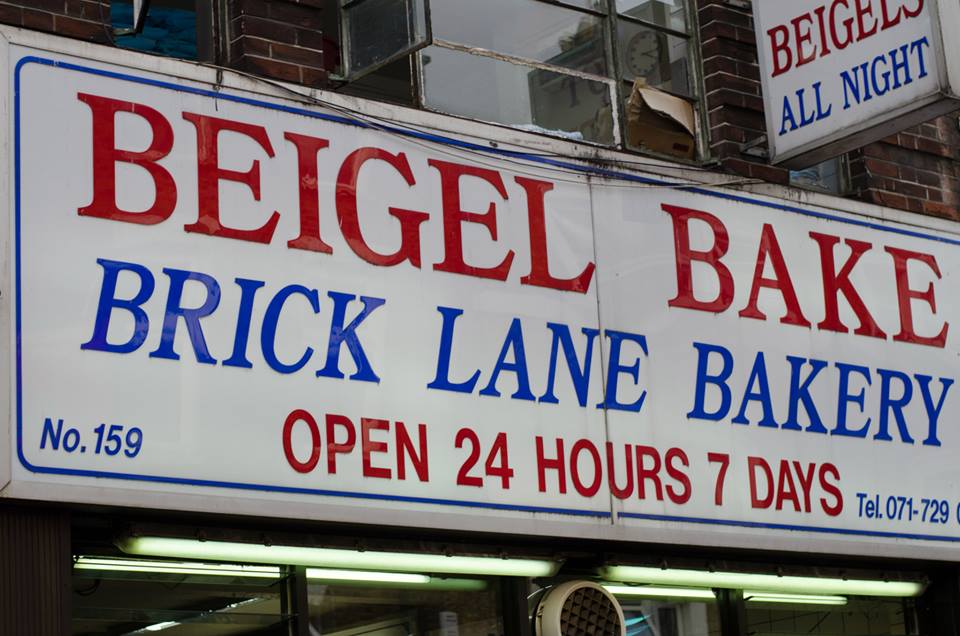 BEIGELS
ALL NIGHT
BEIGEL BAKE
BRICK LANE BAKERY
No.159
OPEN 24 HOURS 7 DAYS
Tel.071-729